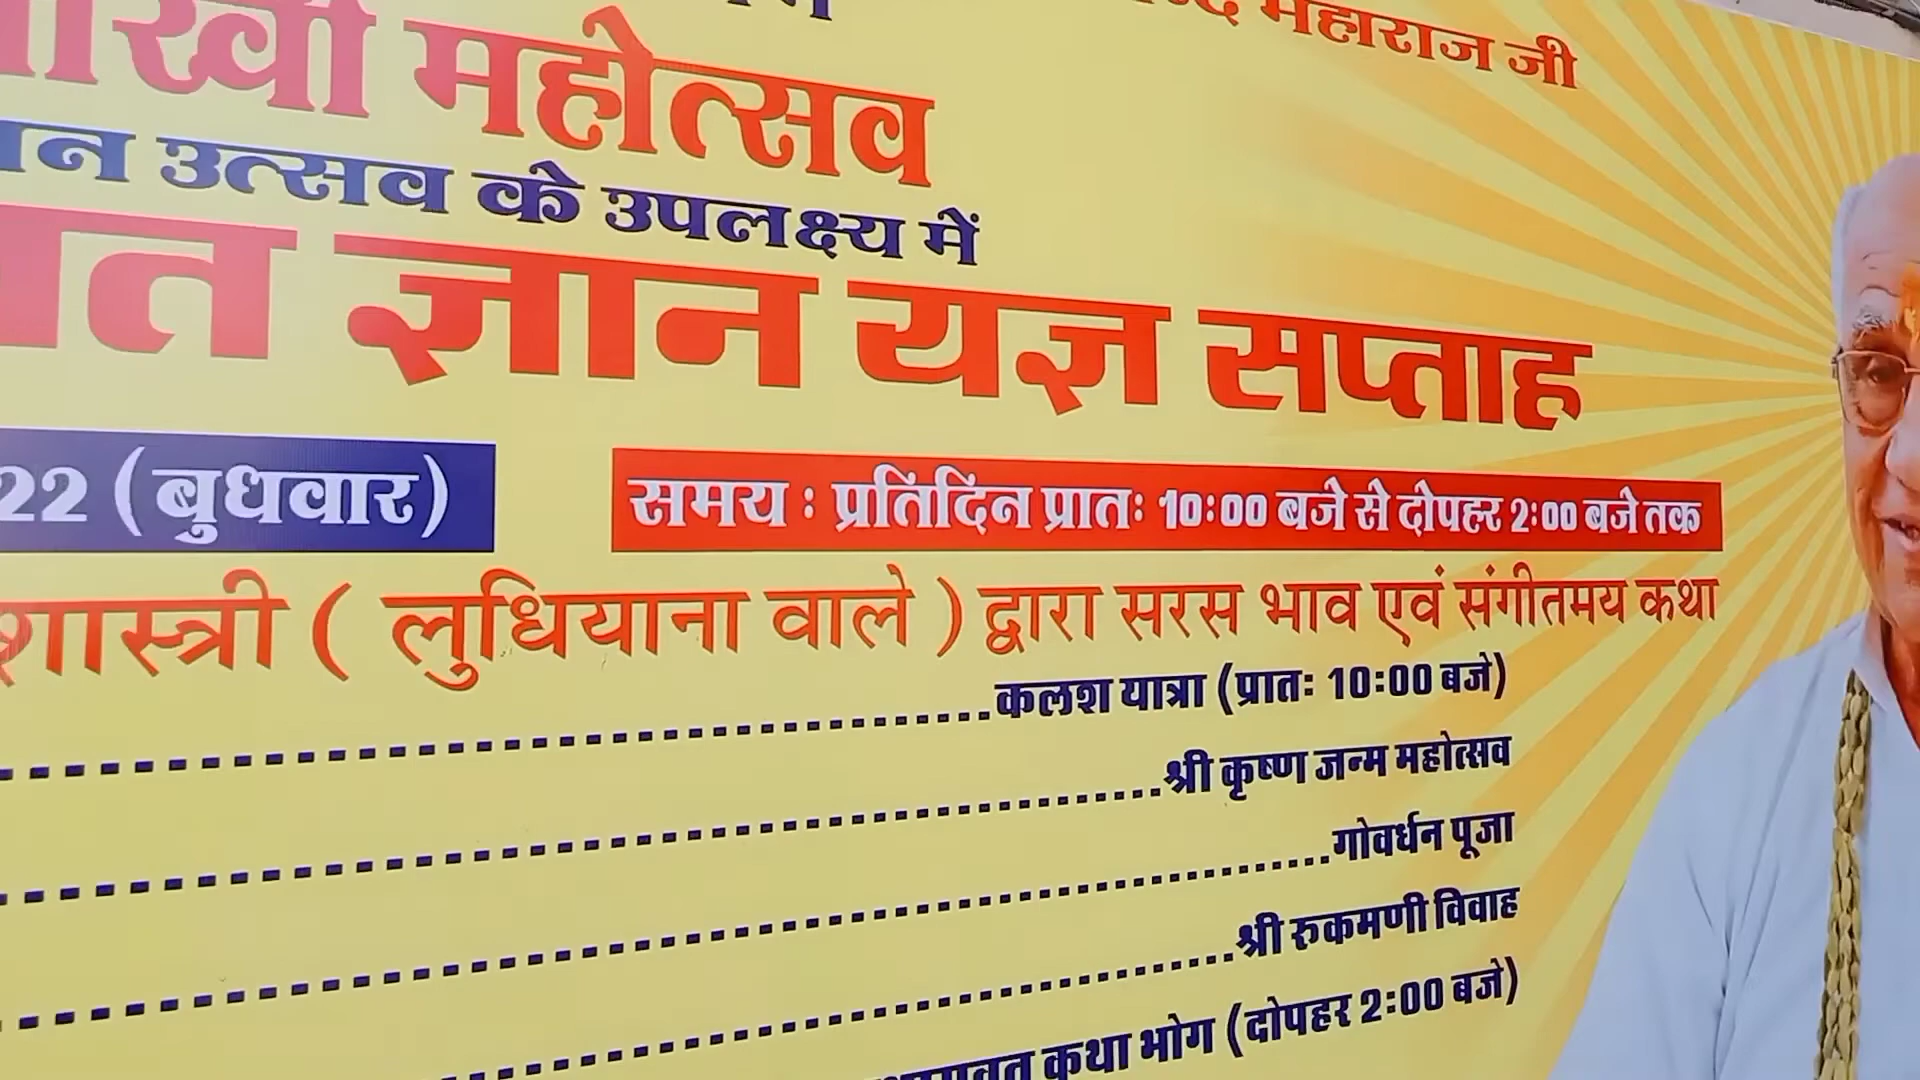 महाराज जी
महोत्सव
उत्सव के उपलक्ष्य में
ज्ञान यज्ञ सप्ताह
22 (बुधवार)
समय : प्रतिदिन प्रातः 10:00 बजे से दोपहर 2:00 बजे तक
शास्त्री ( लुधियाना वाले ) द्वारा सरस भाव एवं संगीतमय कथा
कलश यात्रा (प्रातः 10:00 बजे)
श्री कृष्ण जन्म महोत्सव
गोवर्धन पूजा
श्री रुकमणी विवाह
कथा भोग (दोपहर 2:00 बजे)